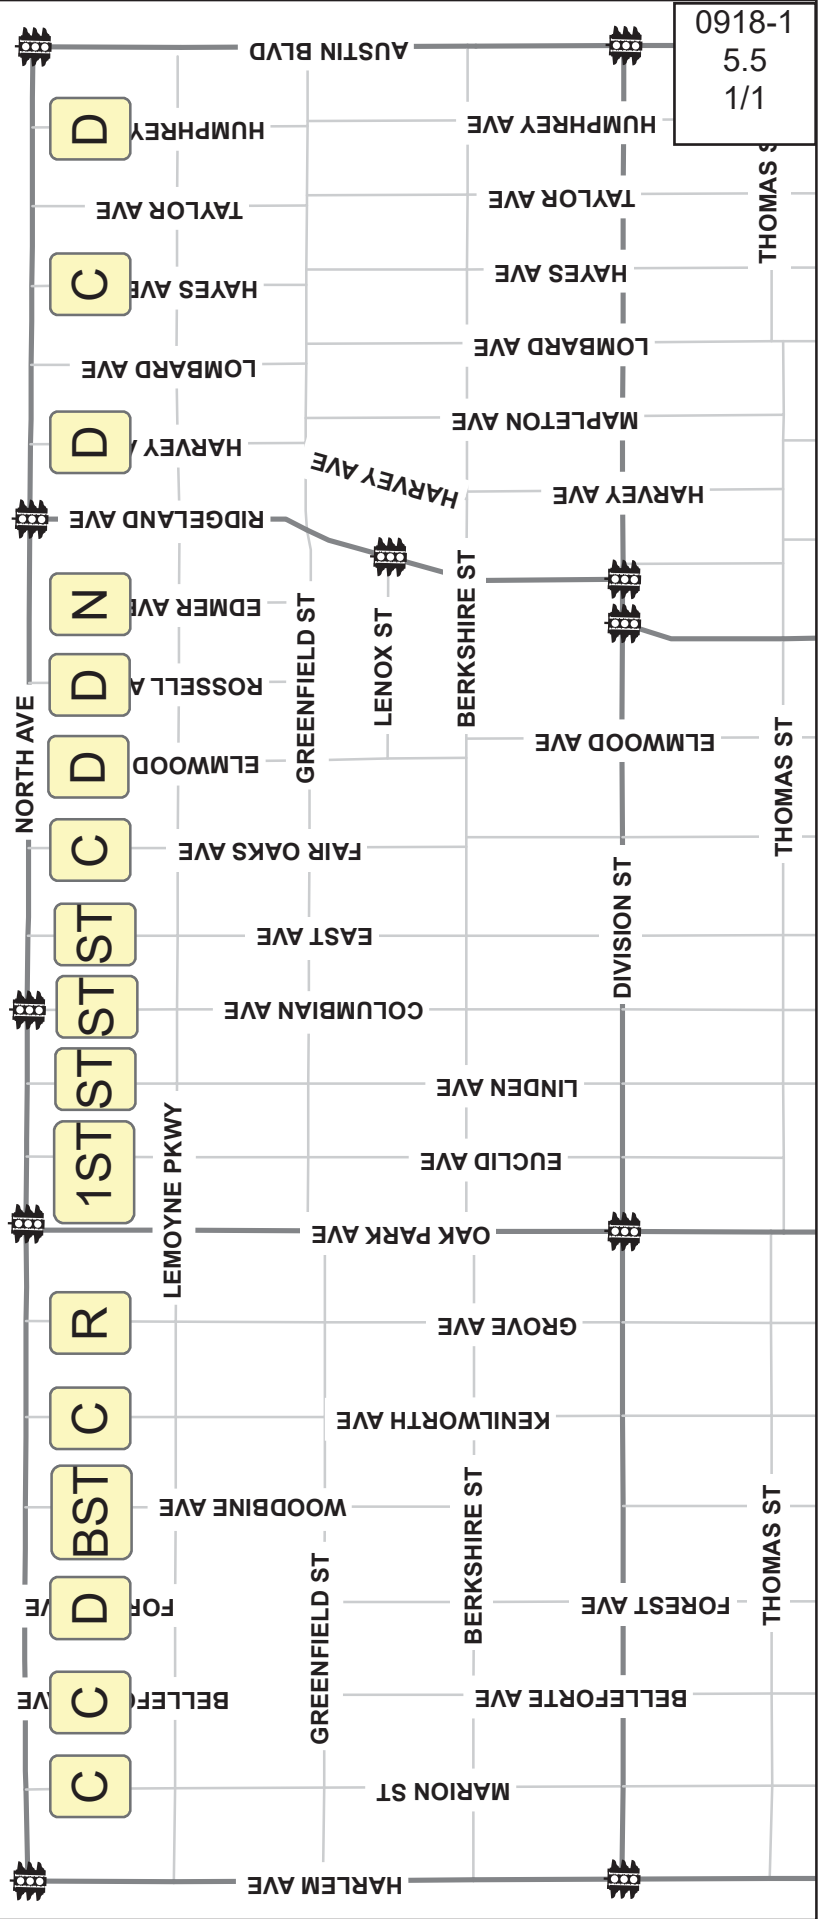 0918-1
5.5
1/1
AUSTIN BLVD
D
HUMPHREY
HUMPHREY AVE
TAYLOR AVE
TAYLOR AVE
THOMAS S
C
HAYES AVE
HAYES AVE
LOMBARD AVE
LOMBARD AVE
MAPLETON AVE
D
HARVEY A
HARVEY AVE
HARVEY AVE
RIDGELAND AVE
N
EDMER AVE
GREENFIELD ST
LENOX ST
BERKSHIRE ST
D
ROSSELL A
NORTH AVE
D
ELMWOOD
ELMWOOD AVE
THOMAS ST
C
FAIR OAKS AVE
ST
EAST AVE
DIVISION ST
ST
COLUMBIAN AVE
ST
LINDEN AVE
1ST
EUCLID AVE
LEMOYNE PKWY
OAK PARK AVE
R
GROVE AVE
C
KENILWORTH AVE
BST
WOODBINE AVE
BERKSHIRE ST
THOMAS ST
D
FOR VE
FOREST AVE
GREENFIELD ST
C
BELLEF AVE
BELLEFORTE AVE
C
MARION ST
HARLEM AVE